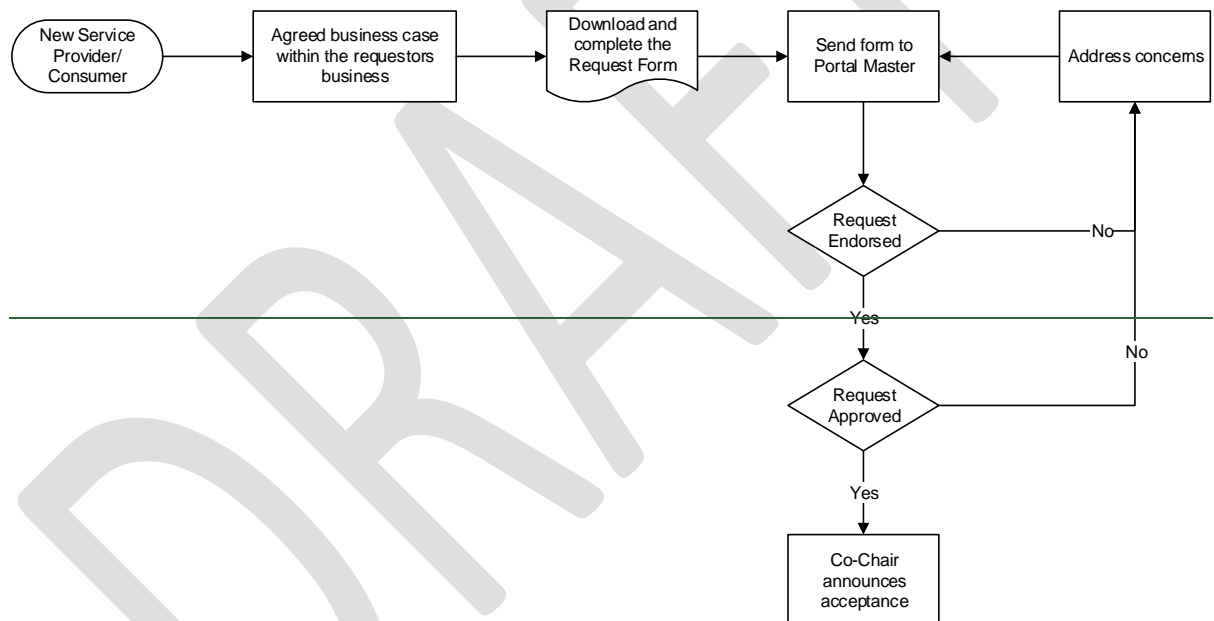 New Service
Provider/
Consumer
Agreed business case
within the requestors
business
Download and
complete the
Request Form
Send form to
Portal Master
Address concerns
Request
Endorsed
No
Yes
No
Request
Approved
Yes
Co-Chair
announces
acceptance
DRAFT